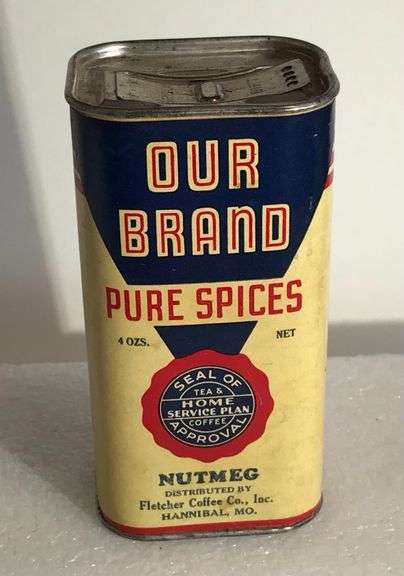 OUR
BRAND
PURE SPICES
4 OZS. NET
SEAL OF
TEA &
HOME
SERVICE PLAN
COFFEE
APPROVAL
NUTMEG
DISTRIBUTED BY
Fletcher Coffee Co., Inc.
HANNIBAL, MO.